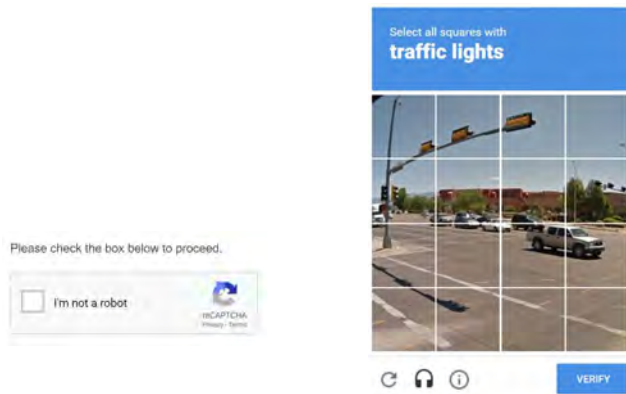 Please check the box below to proceed.
I'm not a robot
reCAPTCHA
Privacy - Terms
Select all squares with
traffic lights
VERIFY